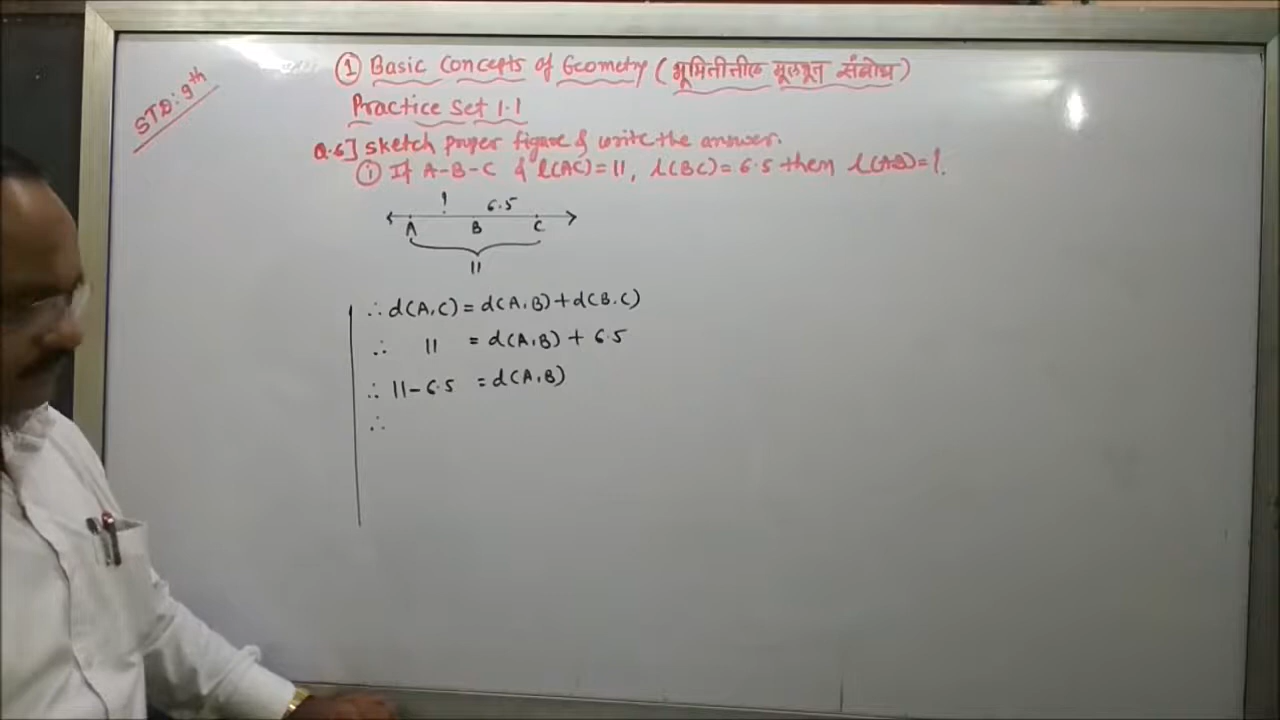 STD: 9th
① Basic Concepts of Geometry (भूमितीतील मूलभूत संबोध)
Practice Set 1.1
Q.6] Sketch proper figure & write the answer.
① If A-B-C & l(AC)=11, l(BC)=6.5 then l(AB)=?.
? 6.5
A B C
11
∴ d(A,C) = d(A,B)+d(B,C)
∴ 11 = d(A,B) + 6.5
∴ 11-6.5 = d(A,B)
∴